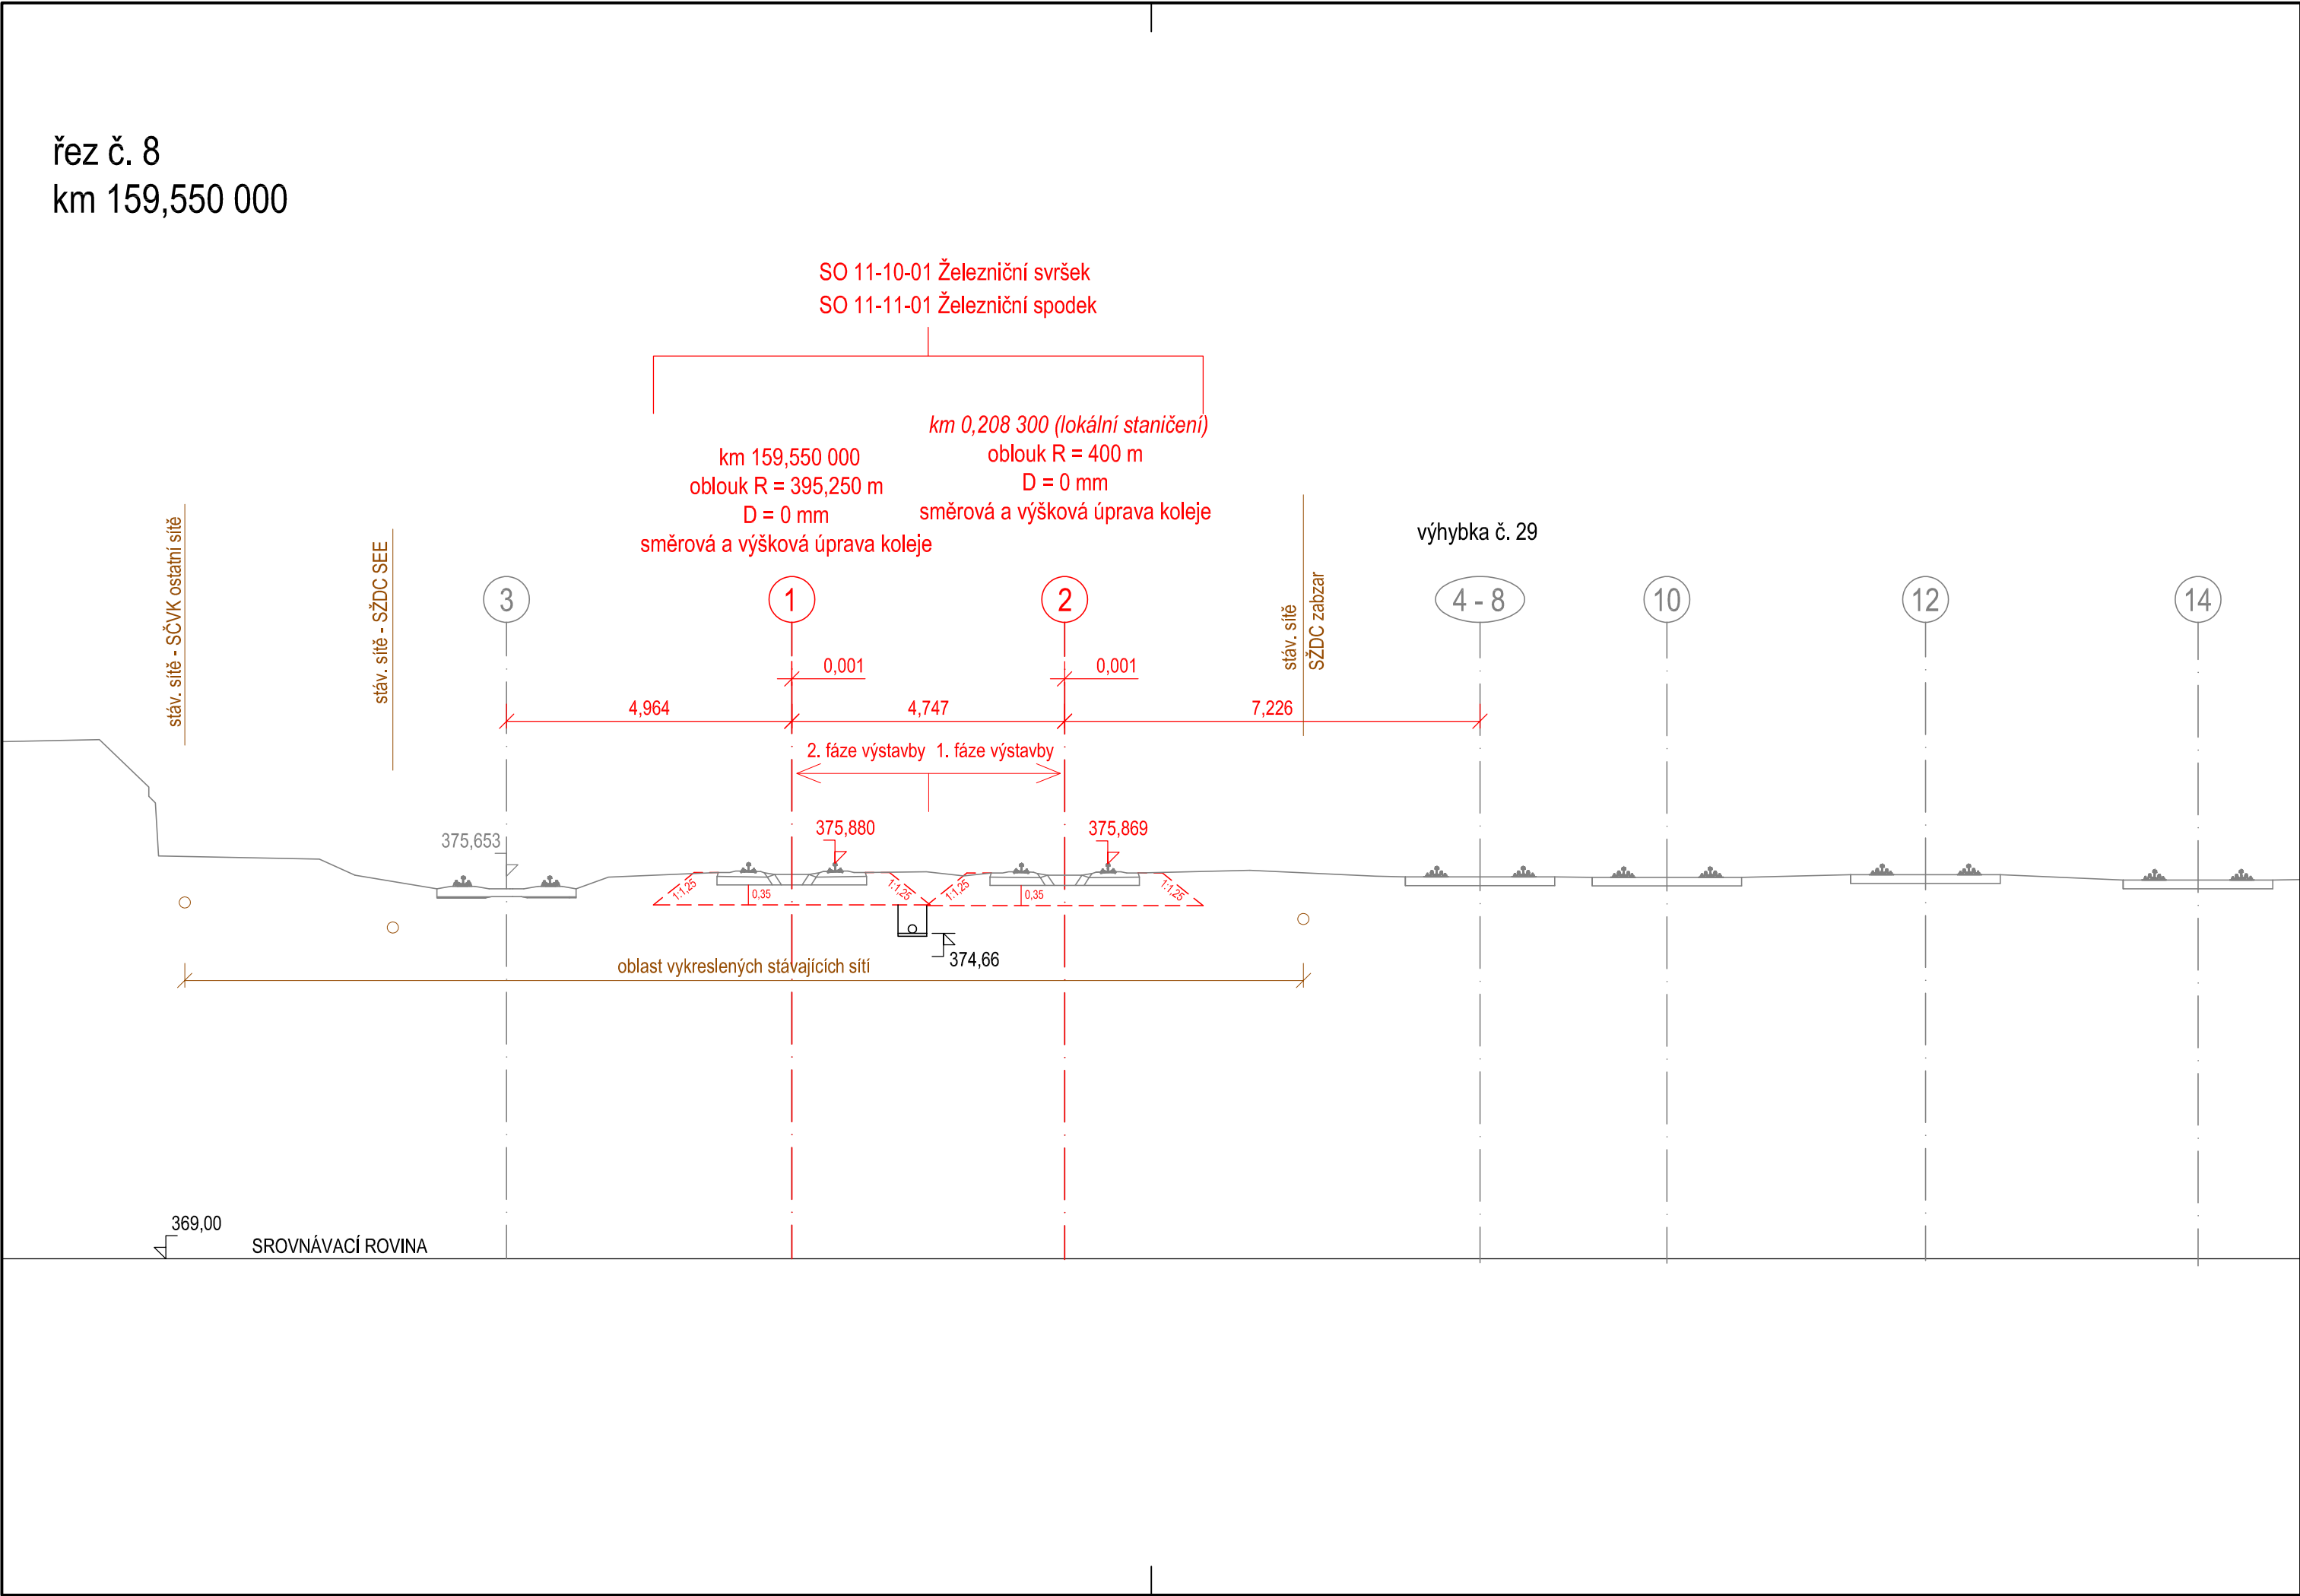 řez č. 8
km 159,550 000
SO 11-10-01 Železniční svršek
SO 11-11-01 Železniční spodek
km 159,550 000
oblouk R = 395,250 m
D = 0 mm
směrová a výšková úprava koleje
km 0,208 300 (lokální staničení)
oblouk R = 400 m
D = 0 mm
směrová a výšková úprava koleje
výhybka č. 29
stáv. sítě - SČVK ostatní sítě
stáv. sítě - SŽDC SEE
stáv. sítě
SŽDC zabzar
3
1
2
4 - 8
10
12
14
0,001
0,001
4,964
4,747
7,226
2. fáze výstavby
1. fáze výstavby
375,653
375,880
375,869
1:1,25
0,35
1:1,25
1:1,25
0,35
1:1,25
374,66
oblast vykreslených stávajících sítí
369,00
SROVNÁVACÍ ROVINA